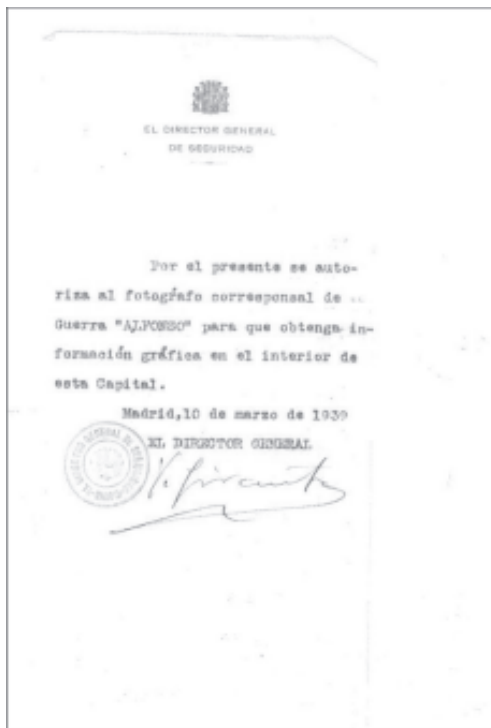 EL DIRECTOR GENERAL
DE SEGURIDAD
Por el presente se auto-
riza al fotógrafo corresponsal de
Guerra "ALFONSO" para que obtenga in-
formación gráfica en el interior de
esta Capital.
Madrid, 10 de marzo de 1939
EL DIRECTOR GENERAL